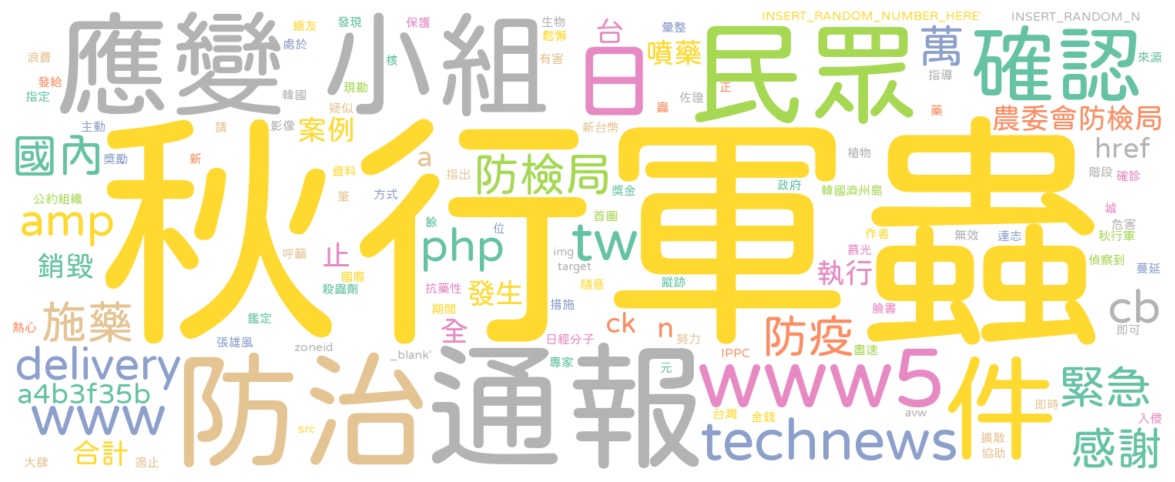 應變小組
日
民眾
萬
確認
蛾友
處於
發現
核
保護
生物
鬆懈
有害
台
彙整
噴藥
INSERT_RANDOM_NUMBER_HERE'
INSERT_RANDOM_N
指導
來源
浪費
發給
指定
韓國
現勘
疑似
蟲
佐證
正
藥
農委會防檢局
主動
請
影像
案例
新台幣
國內
獎勵
新
秋行軍蟲
a
資料
指出
防檢局
獎金
政府
植物
韓國濟州島
href
階段
確診
公約組織
筆
方式
amp
餘
位
首圖
城
危害
作者
無效
達志
秋行軍
php
tw
止
呼籲
img
target
慕光
偵察到
銷毀
國際
殺蟲劑
抗藥性
發生
隨意
蹤跡
執行
蔓延
施藥
期間
措施
臉書
cb
即可
熱心
鑑定
全
ck
n
努力
防疫
張雄風
zoneid
_blank'
日經分子
專家
元
IPPC
盡速
delivery
a4b3f35b
www
防治
通報
www5
件
緊急
src
台灣
金錢
avw
即時
入侵
合計
technews
擴散
協助
感謝
大肆
遏止